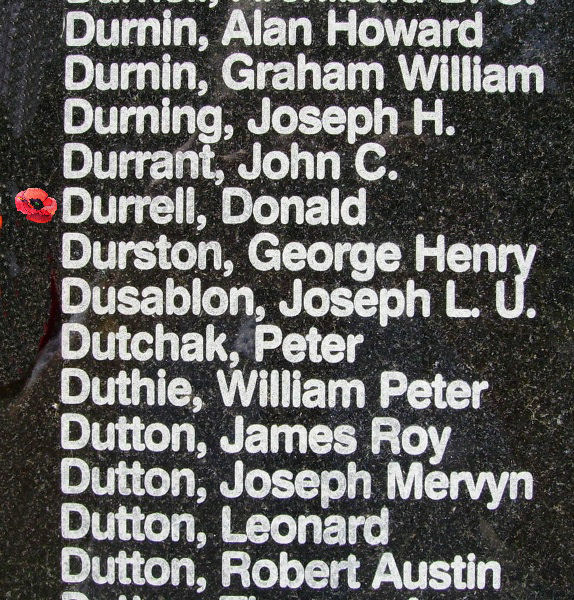 Durnin, Alan Howard
Durnin, Graham William
Durning, Joseph H.
Durrant, John C.
Durrell, Donald
Durston, George Henry
Dusablon, Joseph L. U.
Dutchak, Peter
Duthie, William Peter
Dutton, James Roy
Dutton, Joseph Mervyn
Dutton, Leonard
Dutton, Robert Austin